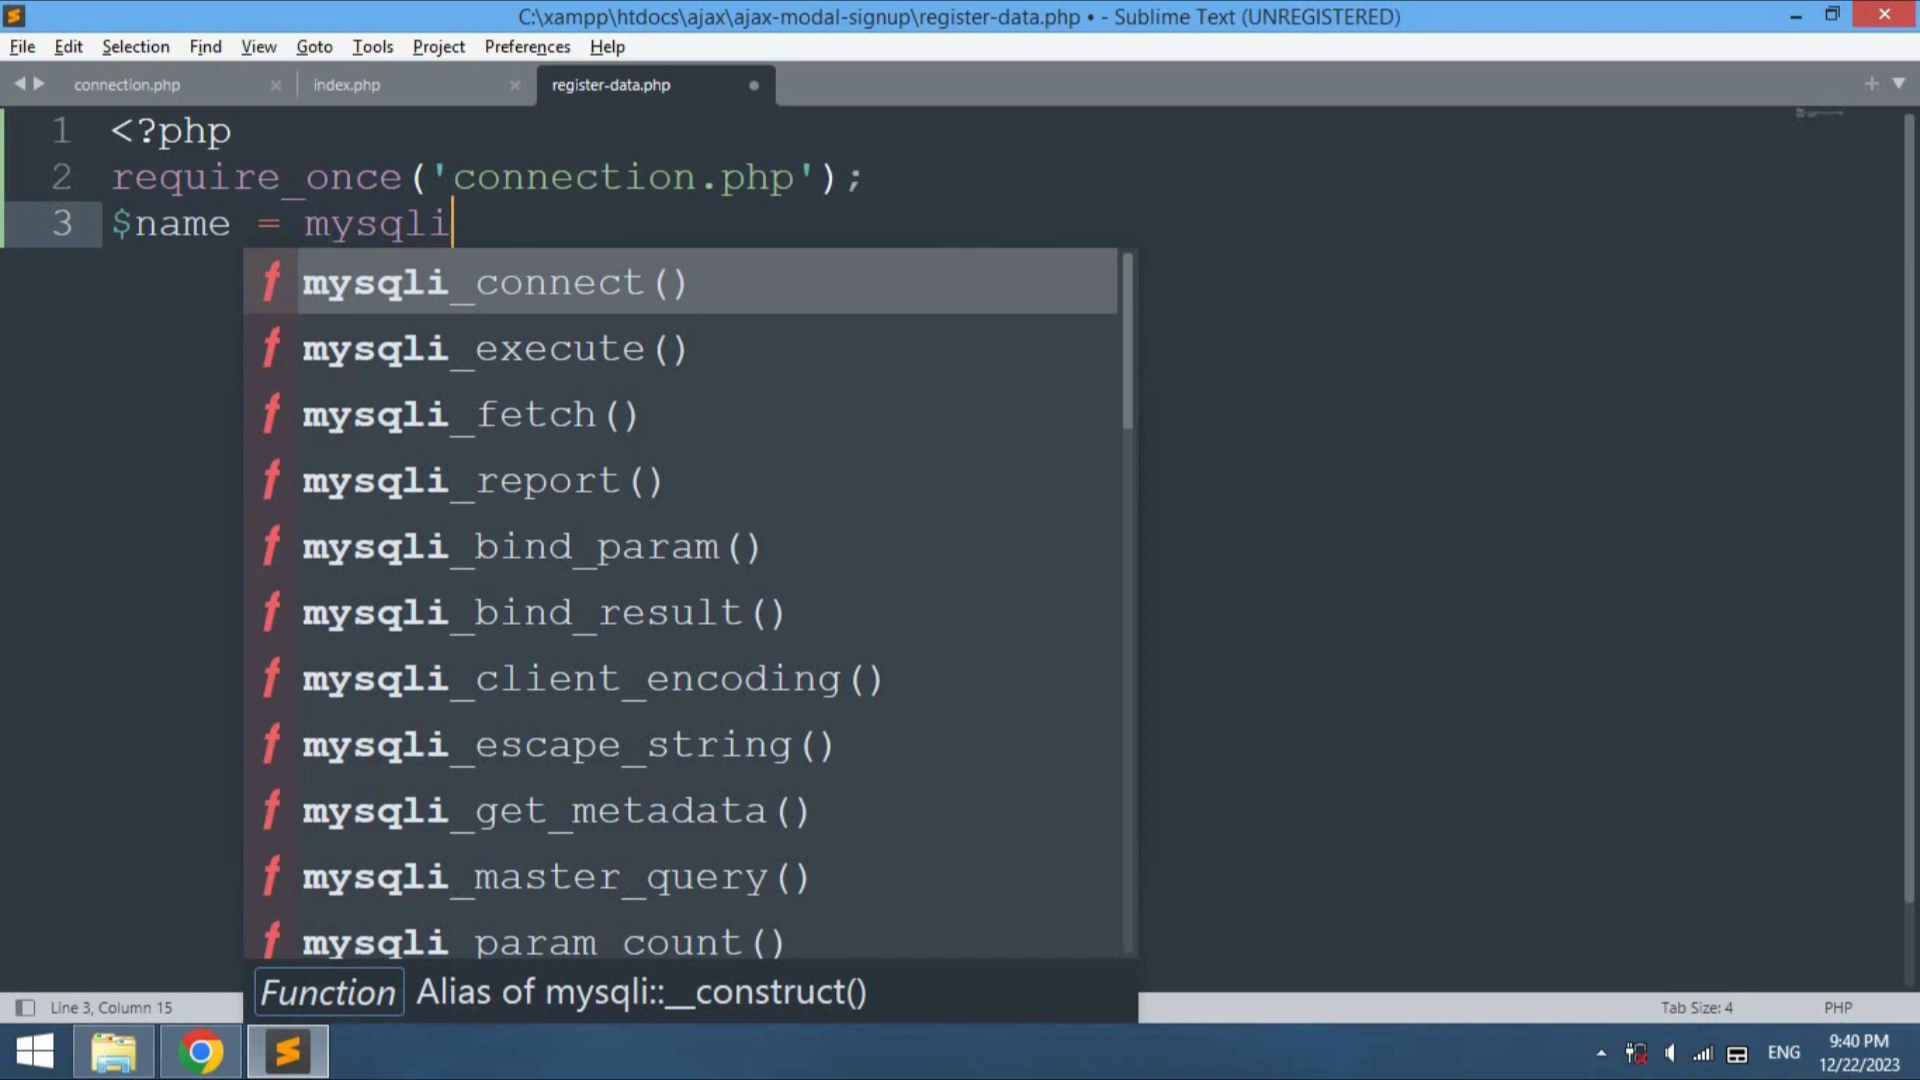 C:\xampp\htdocs\ajax\ajax-modal-signup\register-data.php • - Sublime Text (UNREGISTERED)
File Edit Selection Find View Goto Tools Project Preferences Help
connection.php index.php register-data.php
1 <?php
2 require_once('connection.php');
3 $name = mysqli
f mysqli_connect()
f mysqli_execute()
f mysqli_fetch()
f mysqli_report()
f mysqli_bind_param()
f mysqli_bind_result()
f mysqli_client_encoding()
f mysqli_escape_string()
f mysqli_get_metadata()
f mysqli_master_query()
f mysqli_param_count()
Function Alias of mysqli::__construct()
Line 3, Column 15 Tab Size: 4 PHP
ENG 9:40 PM
12/22/2023